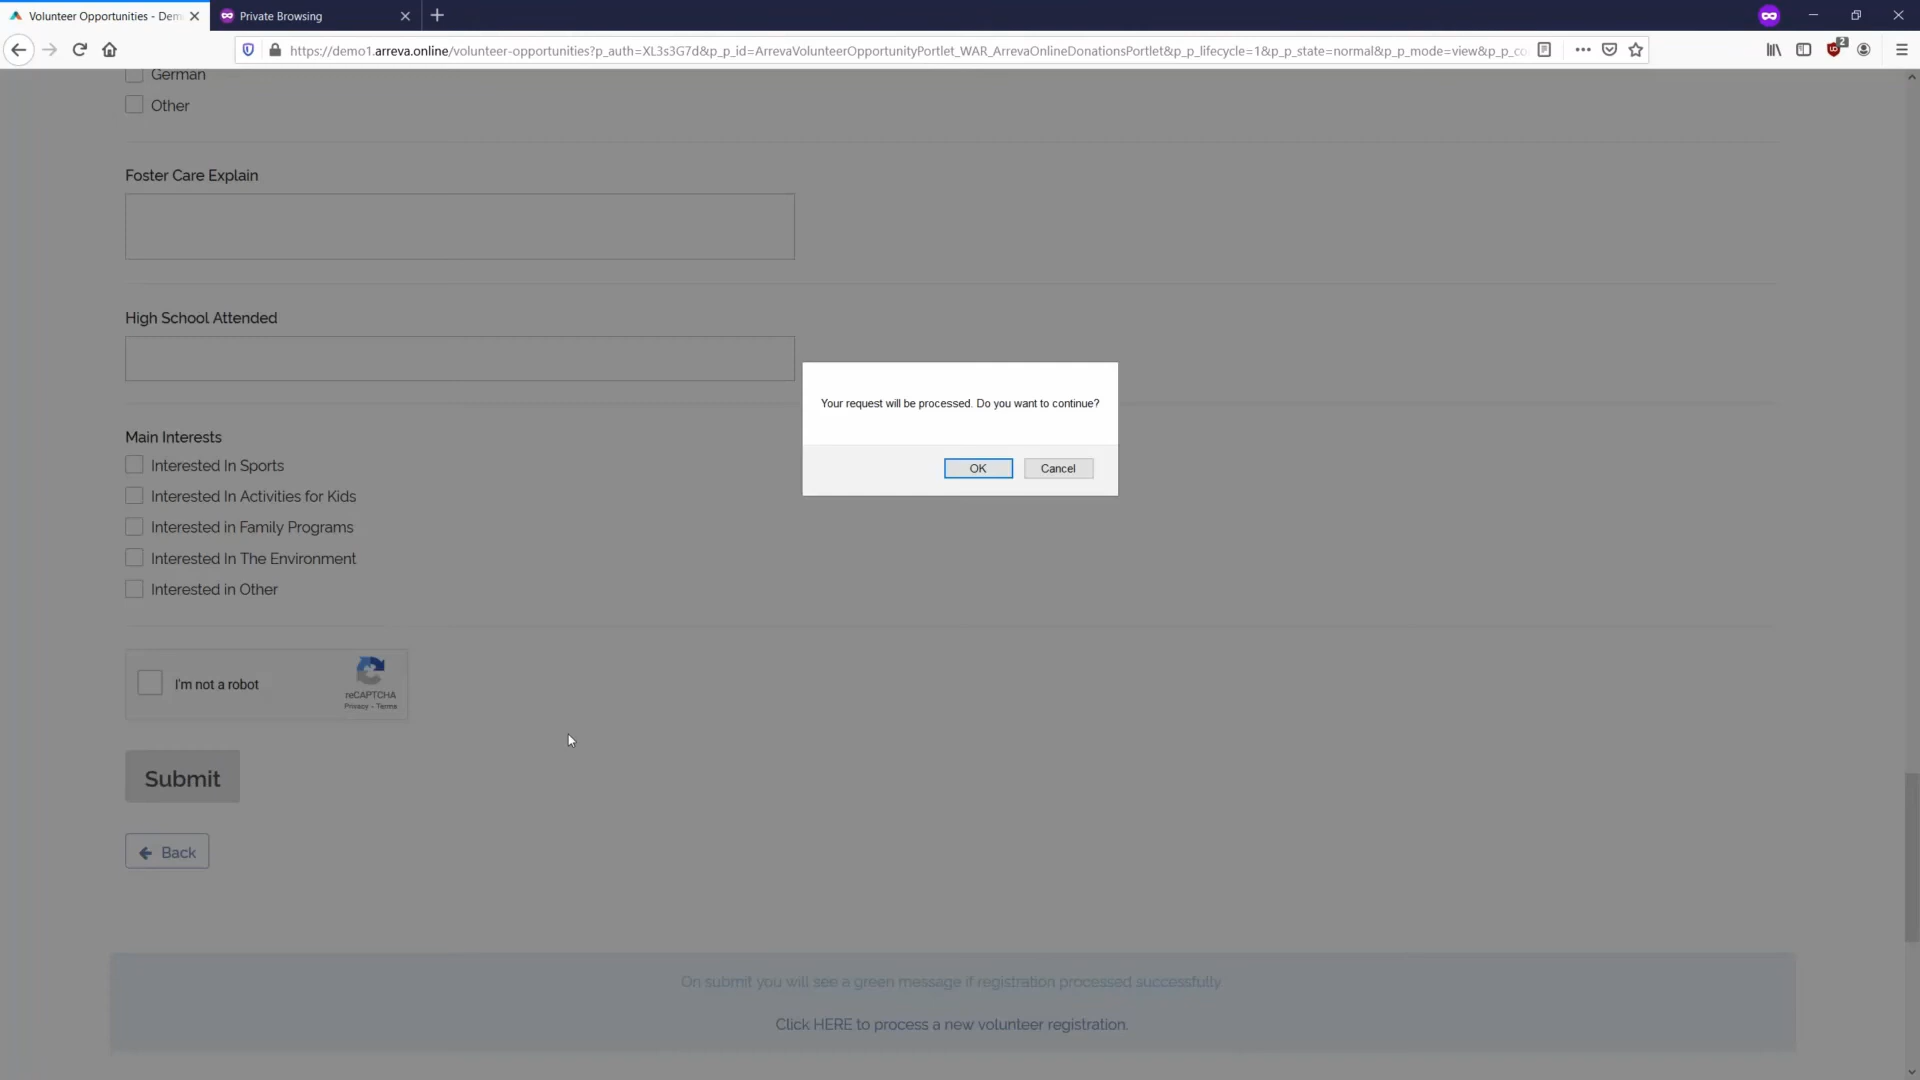 Volunteer Opportunities - Dem
Private Browsing
https://demo1.arreva.online/volunteer-opportunities?p_auth=XL3s3G7d&p_p_id=ArrevaVolunteerOpportunityPortlet_WAR_ArrevaOnlineDonationsPortlet&p_p_lifecycle=1&p_p_state=normal&p_p_mode=view&p_p_co
2
German
Other
Foster Care Explain
High School Attended
Your request will be processed. Do you want to continue?
OK Cancel
Main Interests
Interested In Sports
Interested In Activities for Kids
Interested in Family Programs
Interested In The Environment
Interested in Other
I'm not a robot
reCAPTCHA
Privacy - Terms
Submit
Back
On submit you will see a green message if registration processed successfully
Click HERE to process a new volunteer registration.